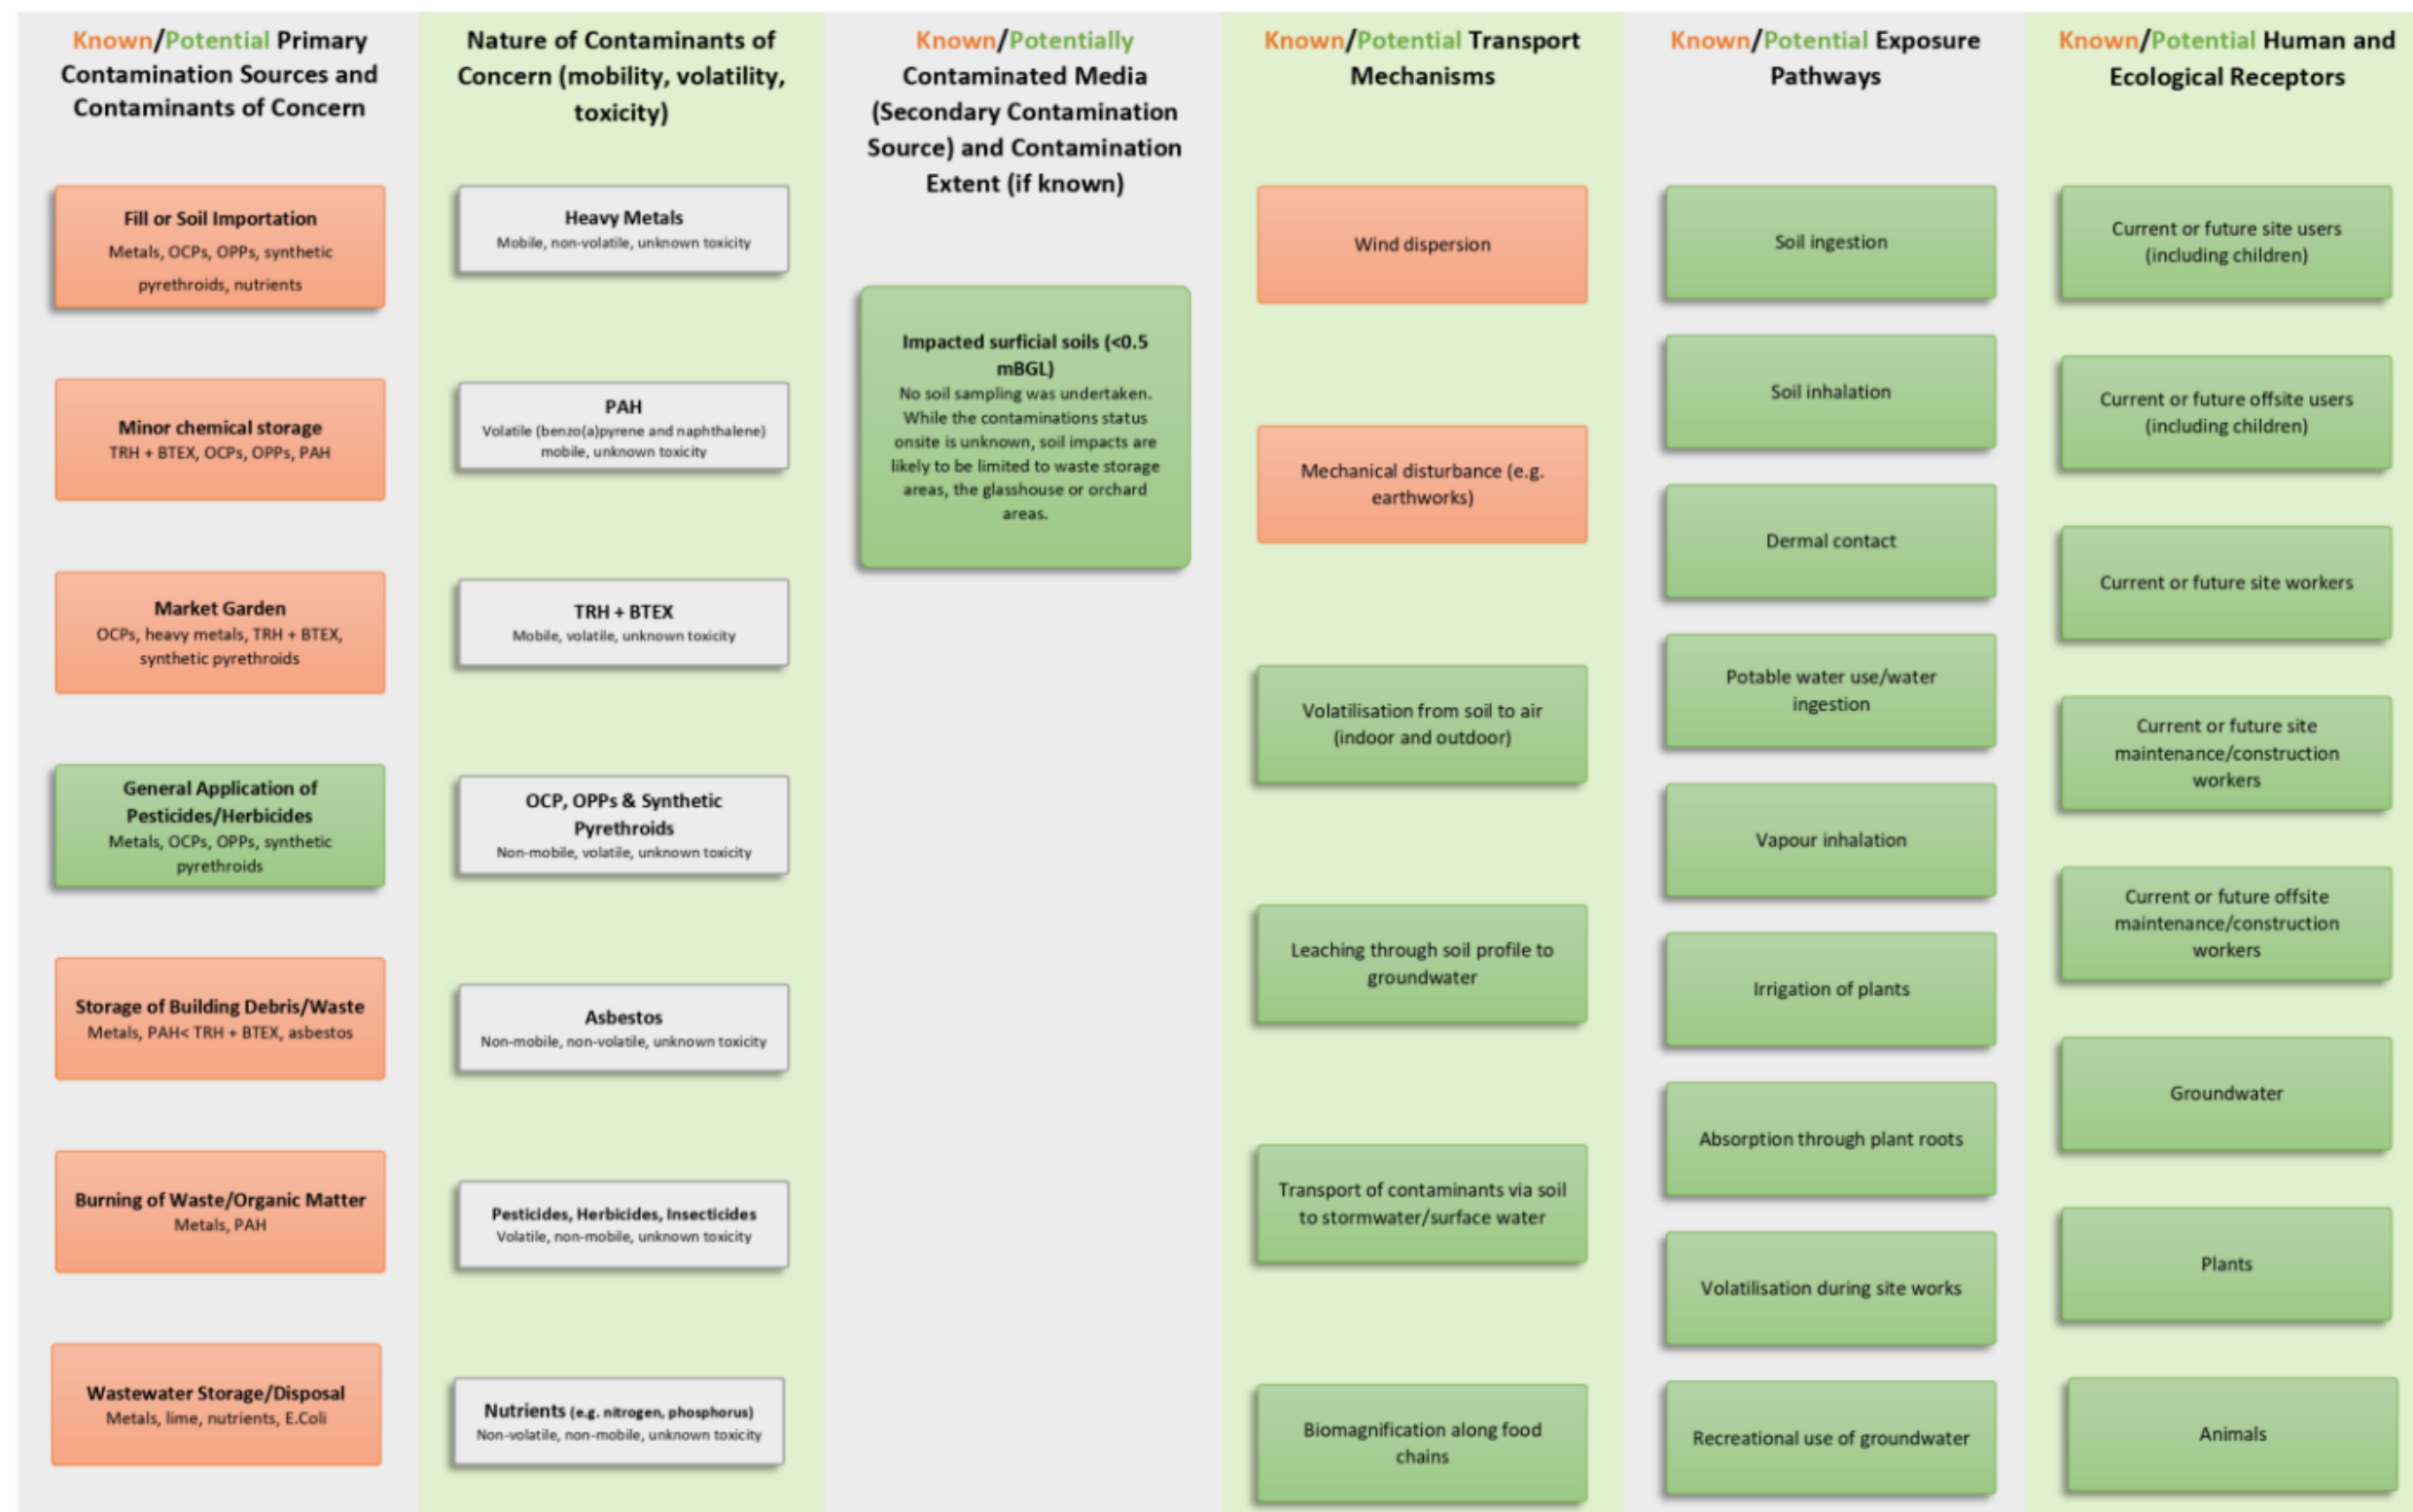 Known/Potential Primary
Contamination Sources and
Contaminants of Concern
Fill or Soil Importation
Metals, OCPs, OPPs, synthetic
pyrethroids, nutrients
Minor chemical storage
TRH + BTEX, OCPs, OPPs, PAH
Market Garden
OCPs, heavy metals, TRH + BTEX,
synthetic pyrethroids
General Application of
Pesticides/Herbicides
Metals, OCPs, OPPs, synthetic
pyrethroids
Storage of Building Debris/Waste
Metals, PAH< TRH + BTEX, asbestos
Burning of Waste/Organic Matter
Metals, PAH
Wastewater Storage/Disposal
Metals, lime, nutrients, E.Coli
Nature of Contaminants of
Concern (mobility, volatility,
toxicity)
Heavy Metals
Mobile, non-volatile, unknown toxicity
PAH
Volatile (benzo(a)pyrene and naphthalene)
mobile, unknown toxicity
TRH + BTEX
Mobile, volatile, unknown toxicity
OCP, OPPs & Synthetic
Pyrethroids
Non-mobile, volatile, unknown toxicity
Asbestos
Non-mobile, non-volatile, unknown toxicity
Pesticides, Herbicides, Insecticides
Volatile, non-mobile, unknown toxicity
Nutrients (e.g. nitrogen, phosphorus)
Non-volatile, non-mobile, unknown toxicity
Known/Potentially
Contaminated Media
(Secondary Contamination
Source) and Contamination
Extent (if known)
Impacted surficial soils (<0.5
mBGL)
No soil sampling was undertaken.
While the contaminations status
onsite is unknown, soil impacts are
likely to be limited to waste storage
areas, the glasshouse or orchard
areas.
Known/Potential Transport
Mechanisms
Wind dispersion
Mechanical disturbance (e.g.
earthworks)
Volatilisation from soil to air
(indoor and outdoor)
Leaching through soil profile to
groundwater
Transport of contaminants via soil
to stormwater/surface water
Biomagnification along food
chains
Known/Potential Exposure
Pathways
Soil ingestion
Soil inhalation
Dermal contact
Potable water use/water
ingestion
Vapour inhalation
Irrigation of plants
Absorption through plant roots
Volatilisation during site works
Recreational use of groundwater
Known/Potential Human and
Ecological Receptors
Current or future site users
(including children)
Current or future offsite users
(including children)
Current or future site workers
Current or future site
maintenance/construction
workers
Current or future offsite
maintenance/construction
workers
Groundwater
Plants
Animals